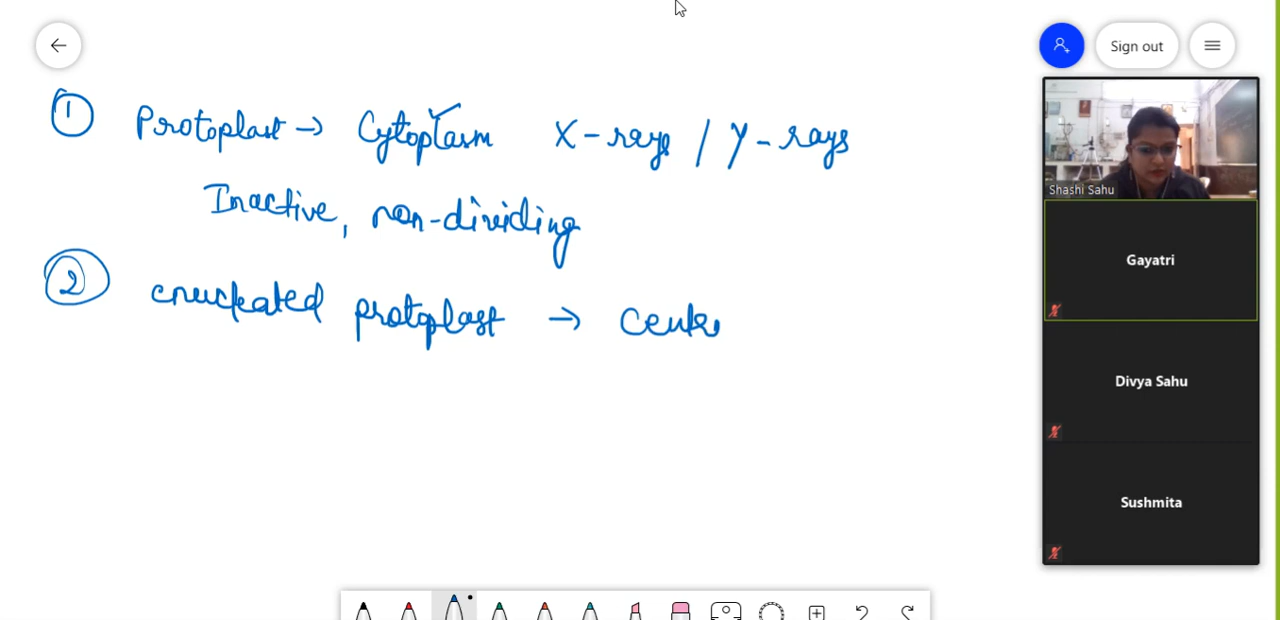 Sign out
① Protoplast → Cytoplasm X-rays / γ-rays
Inactive, non-dividing
② enucleated protoplast →
Shashi Sahu
Gayatri
Divya Sahu
Sushmita